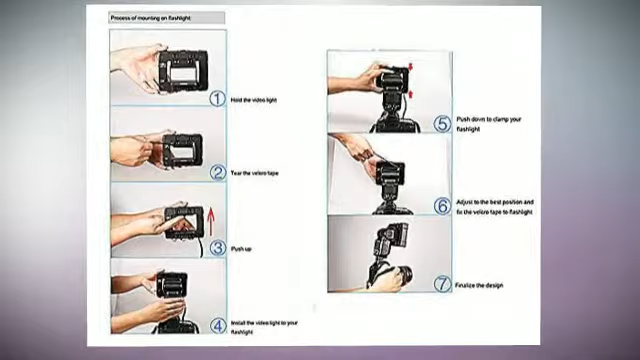 Process of mounting on flashlight:
① Hold the video light
② Tear the velcro tape
③ Push up
④ Install the video light to your
flashlight
⑤ Push down to clamp your
flashlight
⑥ Adjust to the best position and
fix the velcro tape to flashlight
⑦ Finalize the design